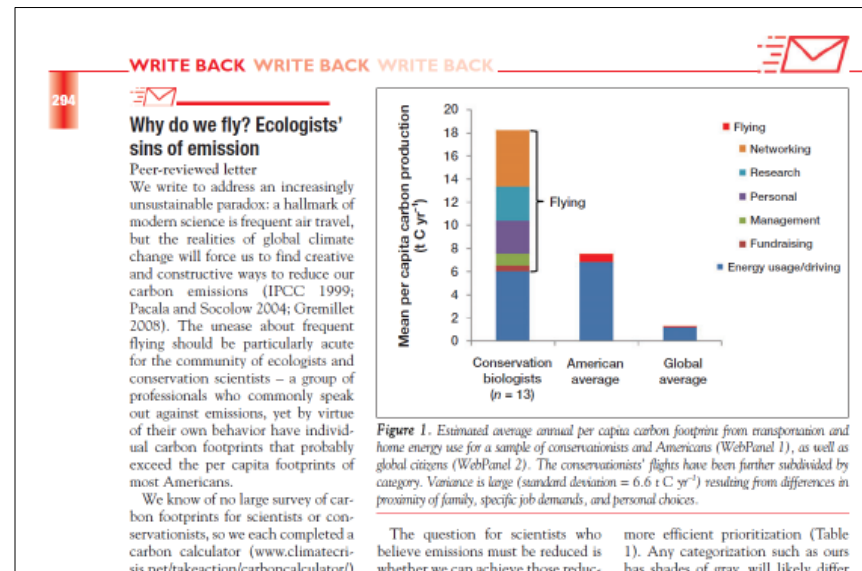 WRITE BACK WRITE BACK WRITE BACK
294
Why do we fly? Ecologists'
sins of emission
Peer-reviewed letter
We write to address an increasingly
unsustainable paradox: a hallmark of
modern science is frequent air travel,
but the realities of global climate
change will force us to find creative
and constructive ways to reduce our
carbon emissions (IPCC 1999;
Pacala and Socolow 2004; Gremillet
2008). The unease about frequent
flying should be particularly acute
for the community of ecologists and
conservation scientists – a group of
professionals who commonly speak
out against emissions, yet by virtue
of their own behavior have individ-
ual carbon footprints that probably
exceed the per capita footprints of
most Americans.
We know of no large survey of car-
bon footprints for scientists or con-
servationists, so we each completed a
carbon calculator (www.climatecri-
sis.net/takeaction/carboncalculator/)
Mean per capita carbon production
(t C yr⁻¹)
20
18
16
14
12
10
8
6
4
2
0
Flying
Conservation
biologists
(n = 13)
American
average
Global
average
Flying
Networking
Research
Personal
Management
Fundraising
Energy usage/driving
Figure 1. Estimated average annual per capita carbon footprint from transportation and
home energy use for a sample of conservationists and Americans (WebPanel 1), as well as
global citizens (WebPanel 2). The conservationists' flights have been further subdivided by
category. Variance is large (standard deviation = 6.6 t C yr⁻¹) resulting from differences in
proximity of family, specific job demands, and personal choices.
The question for scientists who
believe emissions must be reduced is
whether we can achieve those reduc-
more efficient prioritization (Table
1). Any categorization such as ours
has shades of gray, will likely differ